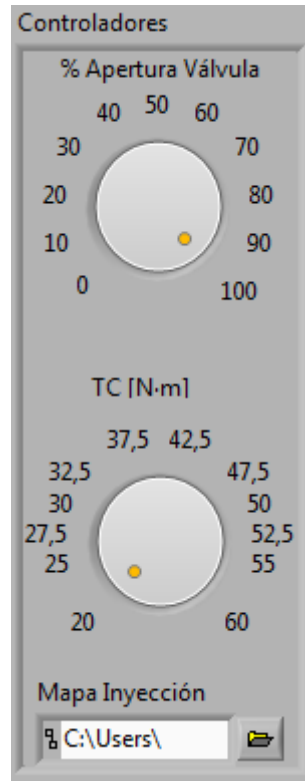 Controladores
% Apertura Válvula
40 50 60
30 70
20 80
10 90
0 100
TC [N·m]
37,5 42,5
32,5 47,5
30 50
27,5 52,5
25 55
20 60
Mapa Inyección
C:\Users\